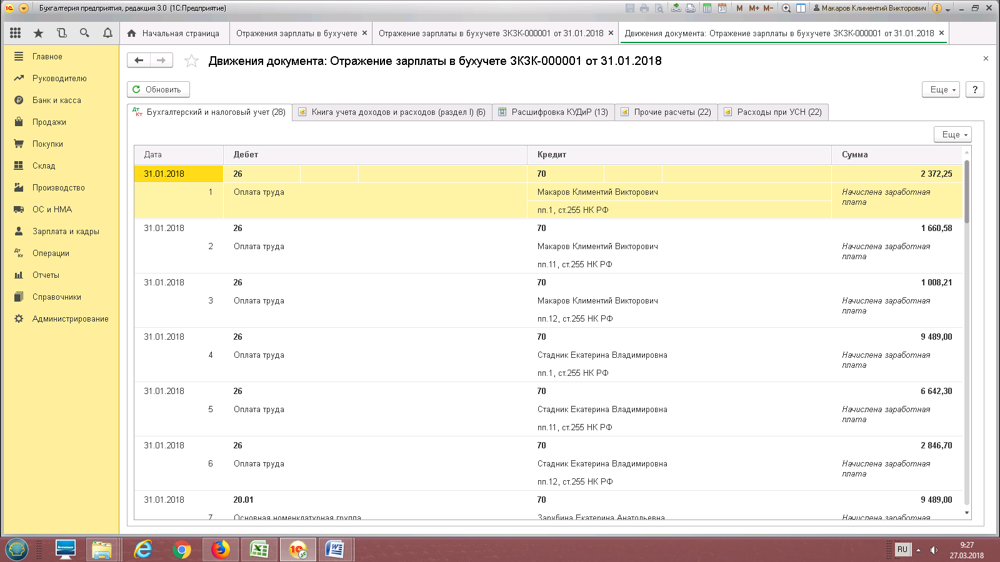 Бухгалтерия предприятия, редакция 3.0 (1С:Предприятие)
M M+ M- Макаров Климентий Викторович
Начальная страница
Отражения зарплаты в бухучете
Отражение зарплаты в бухучете ЗКЗК-000001 от 31.01.2018
Движения документа: Отражение зарплаты в бухучете ЗКЗК-000001 от 31.01.2018
Главное
Руководителю
Банк и касса
Продажи
Покупки
Склад
Производство
ОС и НМА
Зарплата и кадры
Операции
Отчеты
Справочники
Администрирование
Движения документа: Отражение зарплаты в бухучете ЗКЗК-000001 от 31.01.2018
Обновить
Еще
?
Бухгалтерский и налоговый учет (28)
Книга учета доходов и расходов (раздел I) (6)
Расшифровка КУДиР (13)
Прочие расчеты (22)
Расходы при УСН (22)
Еще
Дата Дебет Кредит Сумма
31.01.2018 26 70 2 372,25
1 Оплата труда Макаров Климентий Викторович Начислена заработная
плата
пп.1, ст.255 НК РФ
31.01.2018 26 70 1 660,58
2 Оплата труда Макаров Климентий Викторович Начислена заработная
плата
пп.11, ст.255 НК РФ
31.01.2018 26 70 1 008,21
3 Оплата труда Макаров Климентий Викторович Начислена заработная
плата
пп.12, ст.255 НК РФ
31.01.2018 26 70 9 489,00
4 Оплата труда Стадник Екатерина Владимировна Начислена заработная
плата
пп.1, ст.255 НК РФ
31.01.2018 26 70 6 642,30
5 Оплата труда Стадник Екатерина Владимировна Начислена заработная
плата
пп.11, ст.255 НК РФ
31.01.2018 26 70 2 846,70
6 Оплата труда Стадник Екатерина Владимировна Начислена заработная
плата
пп.12, ст.255 НК РФ
31.01.2018 20.01 70 9 489,00
7 Основная номенклатурная группа Зарубина Екатерина Анатольевна Начислена заработная
RU
9:27
27.03.2018